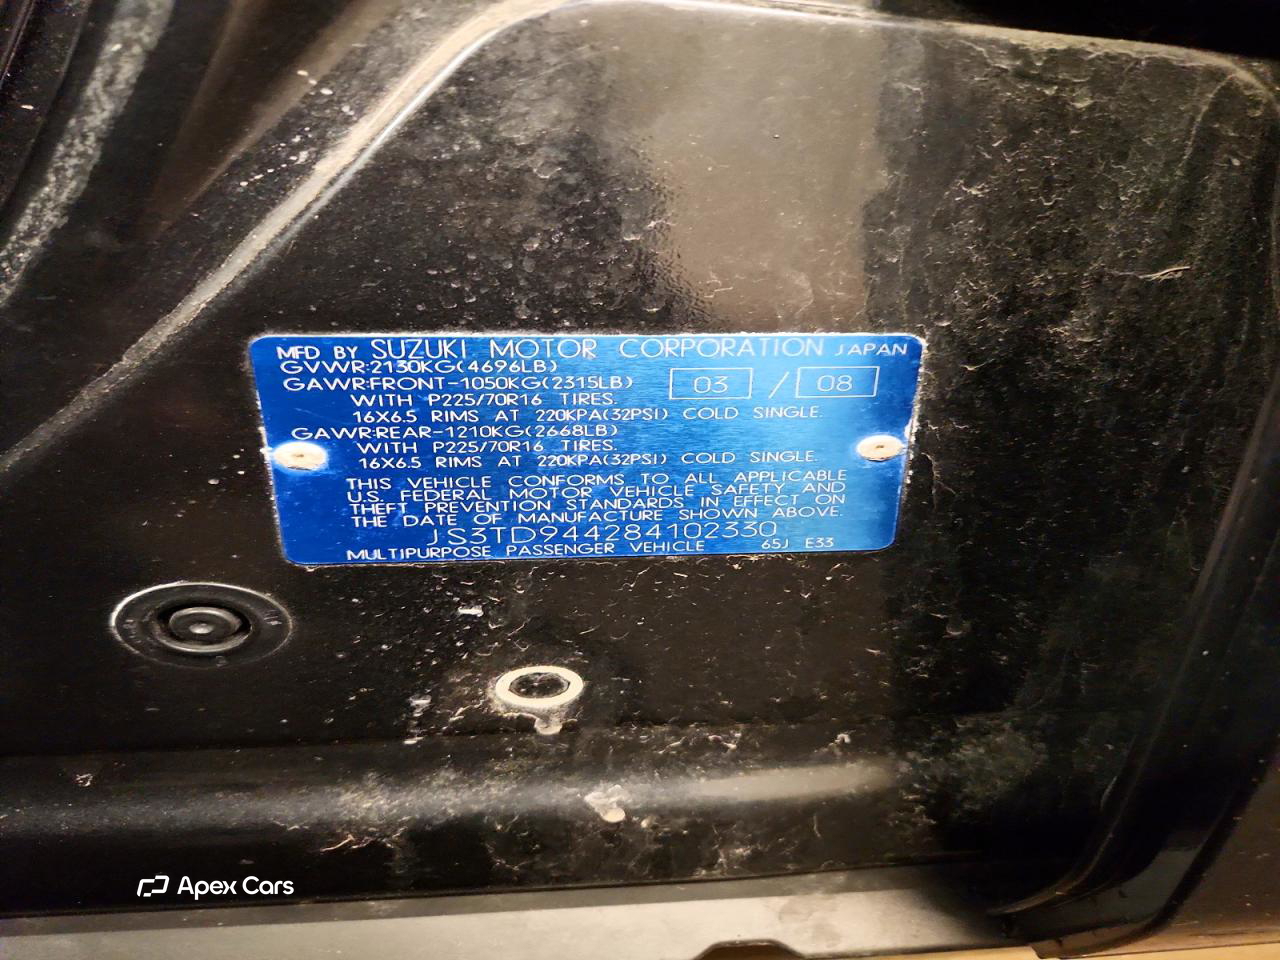 MFD BY SUZUKI MOTOR CORPORATION JAPAN
GVWR:2130KG(4696LB)
GAWR:FRONT-1050KG(2315LB) 03 / 08
WITH P225/70R16 TIRES.
16X6.5 RIMS AT 220KPA(32PSI) COLD SINGLE.
GAWR:REAR-1210KG(2668LB)
WITH P225/70R16 TIRES.
16X6.5 RIMS AT 220KPA(32PSI) COLD SINGLE.
THIS VEHICLE CONFORMS TO ALL APPLICABLE
U.S. FEDERAL MOTOR VEHICLE SAFETY AND
THEFT PREVENTION STANDARDS IN EFFECT ON
THE DATE OF MANUFACTURE SHOWN ABOVE.
JS3TD944284102330
MULTIPURPOSE PASSENGER VEHICLE 65J E33
Apex Cars